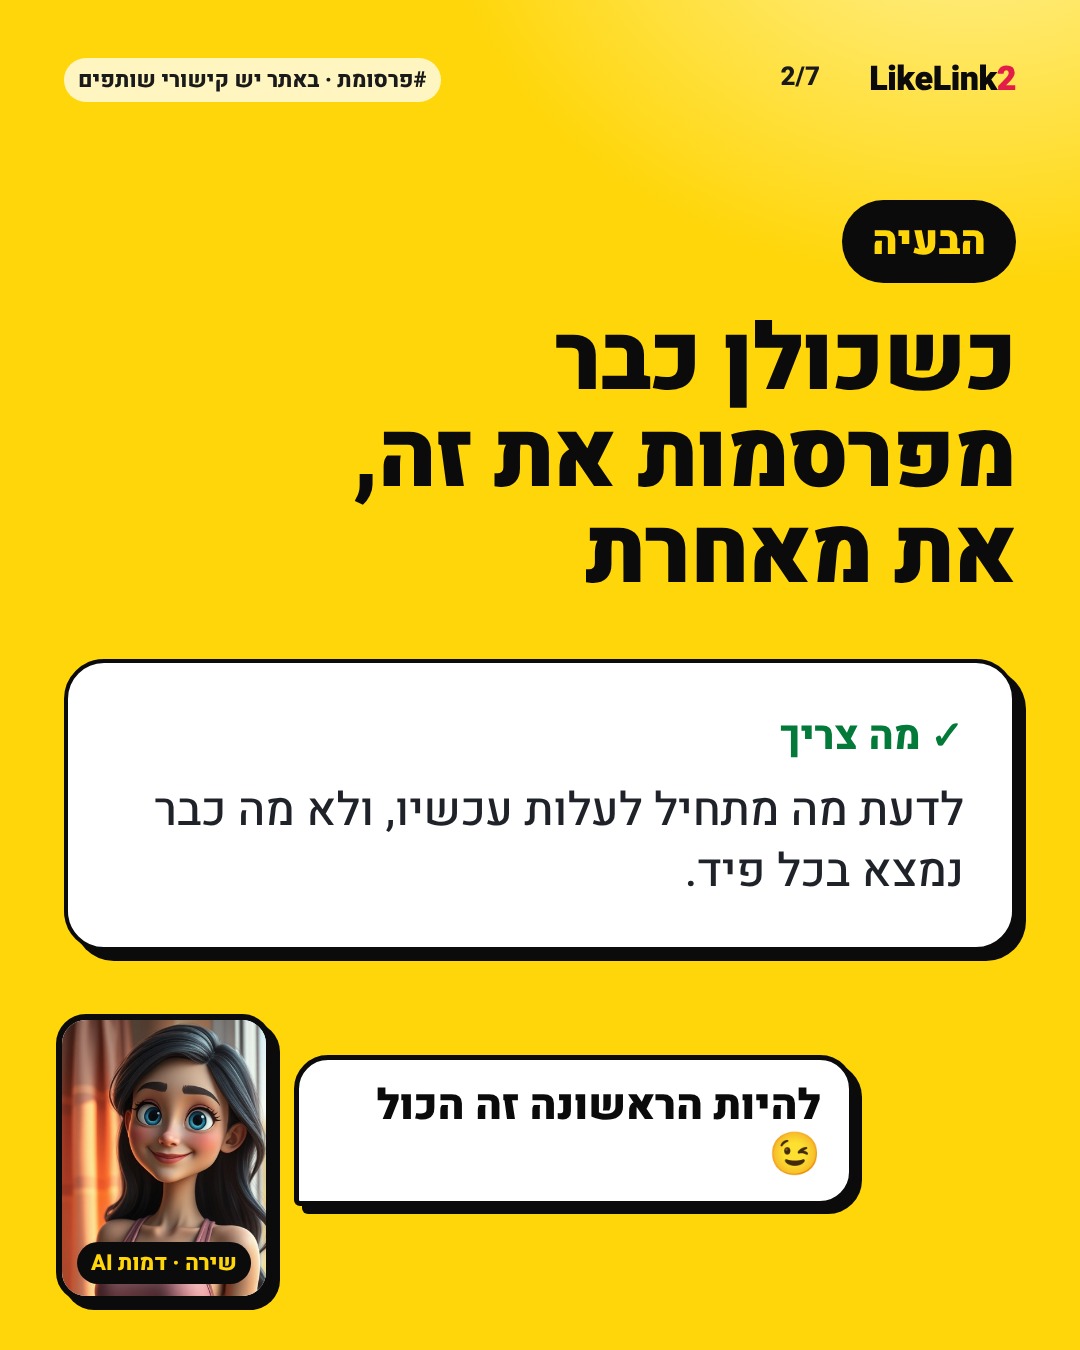 LikeLink2
2/7
#פרסומת · באתר יש קישורי שותפים
הבעיה
כשכולן כבר
מפרסמות את זה,
את מאחרת
✓ מה צריך
לדעת מה מתחיל לעלות עכשיו, ולא מה כבר
נמצא בכל פיד.
להיות הראשונה זה הכול
😉
שירה · דמות AI